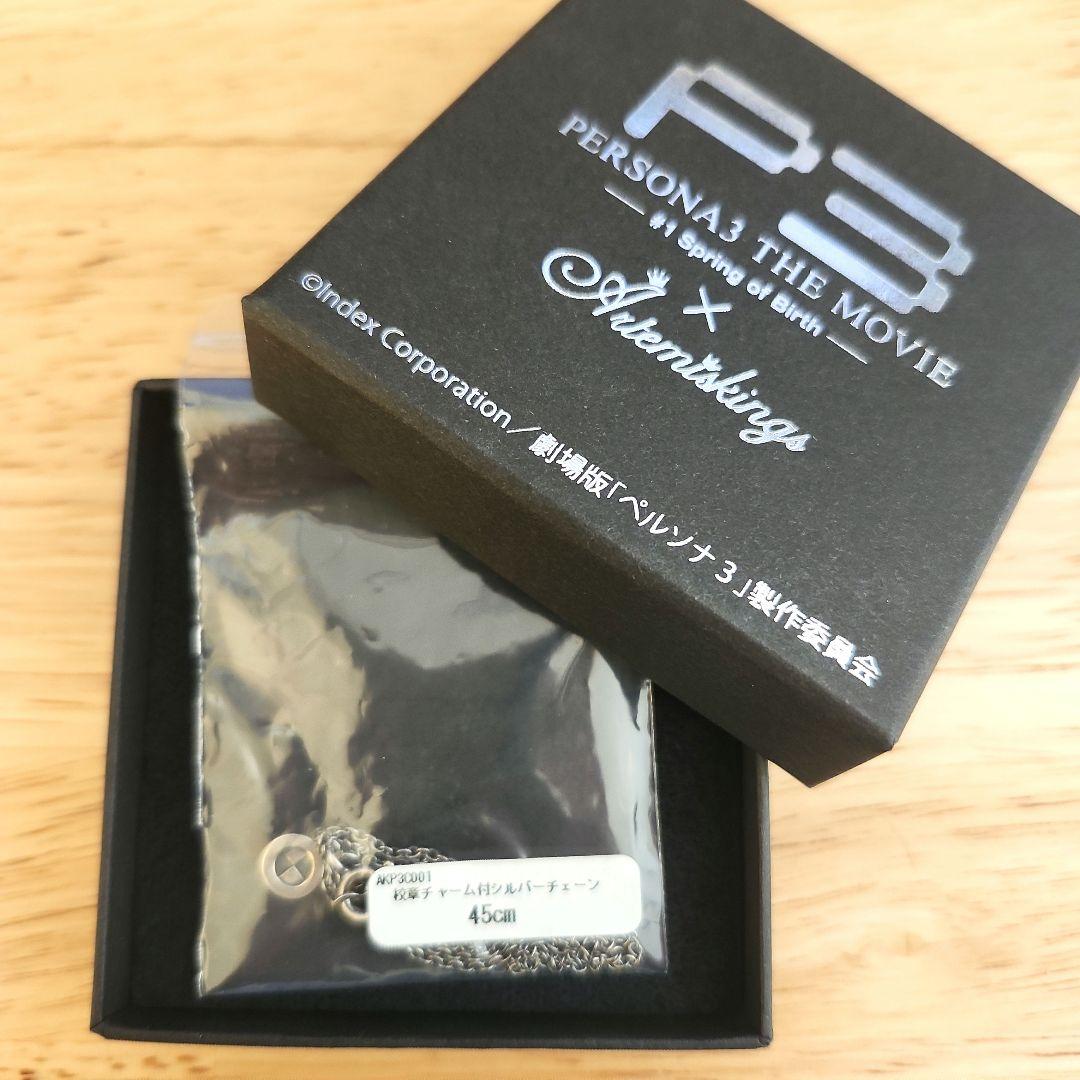 P3
PERSONA3 THE MOVIE
#1 Spring of Birth
×
Artemiskings
©Index Corporation／劇場版「ペルソナ3」製作委員会
AKP3C001
校章チャーム付シルバーチェーン
45cm